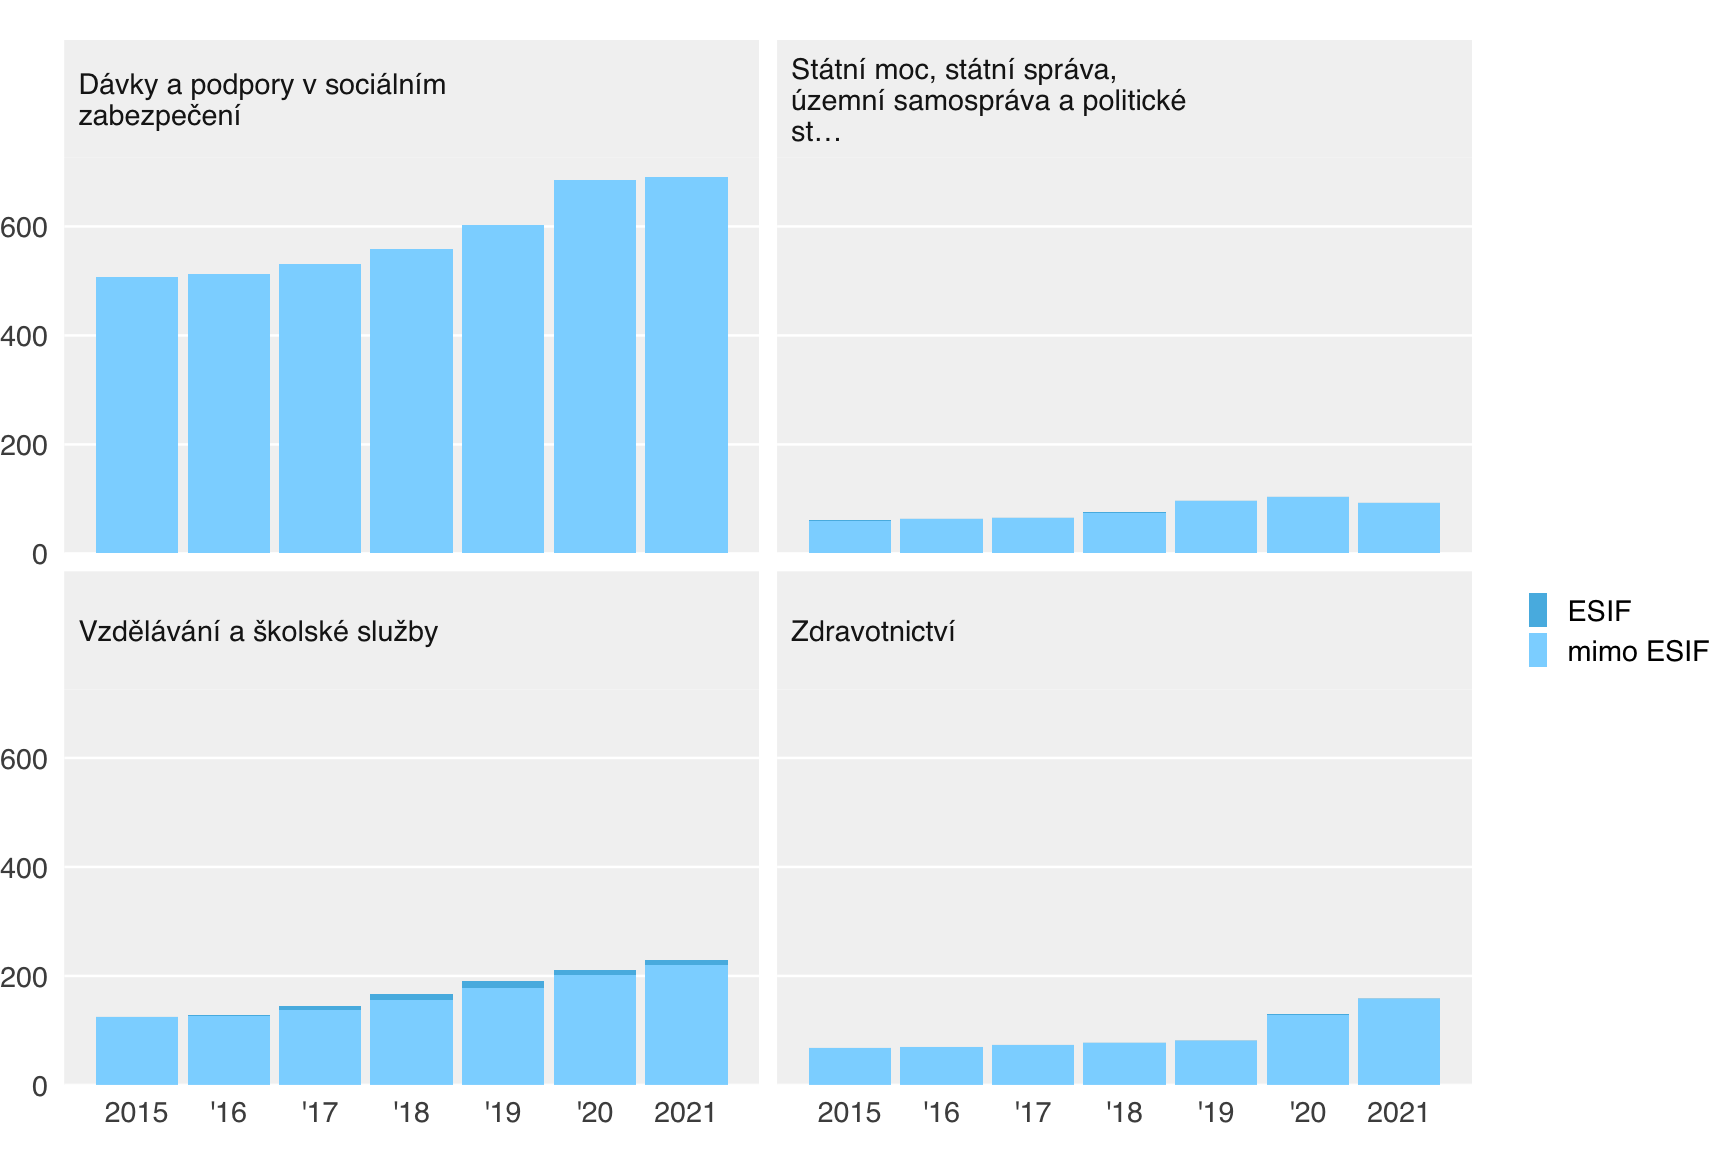 Dávky a podpory v sociálním
zabezpečení
Státní moc, státní správa,
územní samospráva a politické
st…
600
400
200
0
Vzdělávání a školské služby
Zdravotnictví
600
400
200
0
2015 '16 '17 '18 '19 '20 2021
2015 '16 '17 '18 '19 '20 2021
ESIF
mimo ESIF